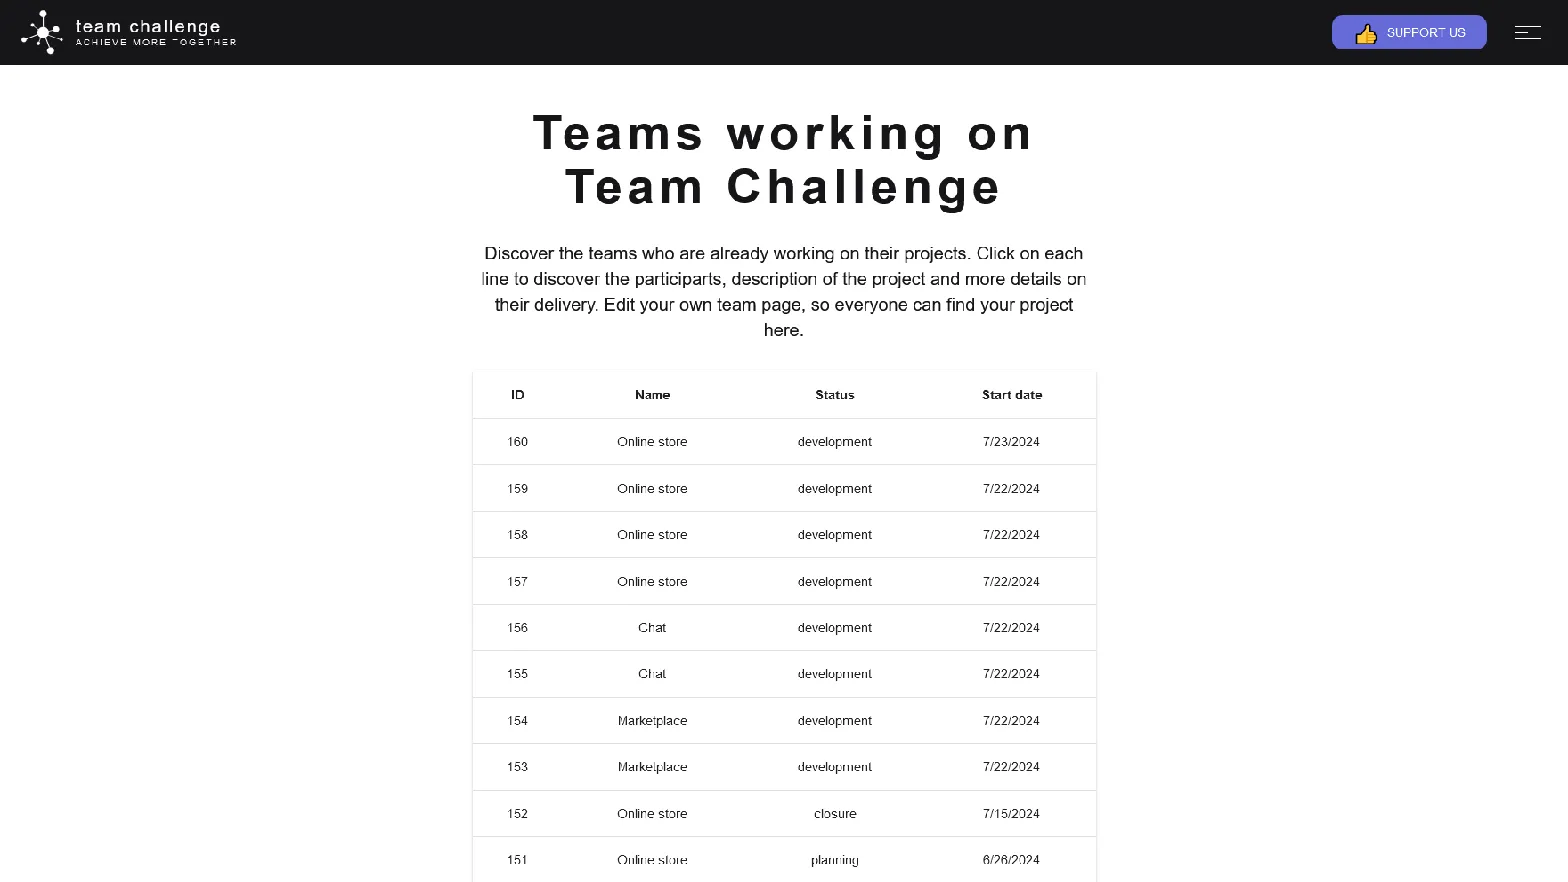 team challenge
ACHIEVE MORE TOGETHER
SUPPORT US
Teams working on
Team Challenge
Discover the teams who are already working on their projects. Click on each
line to discover the participarts, description of the project and more details on
their delivery. Edit your own team page, so everyone can find your project
here.
ID Name Status Start date
160 Online store development 7/23/2024
159 Online store development 7/22/2024
158 Online store development 7/22/2024
157 Online store development 7/22/2024
156 Chat development 7/22/2024
155 Chat development 7/22/2024
154 Marketplace development 7/22/2024
153 Marketplace development 7/22/2024
152 Online store closure 7/15/2024
151 Online store planning 6/26/2024